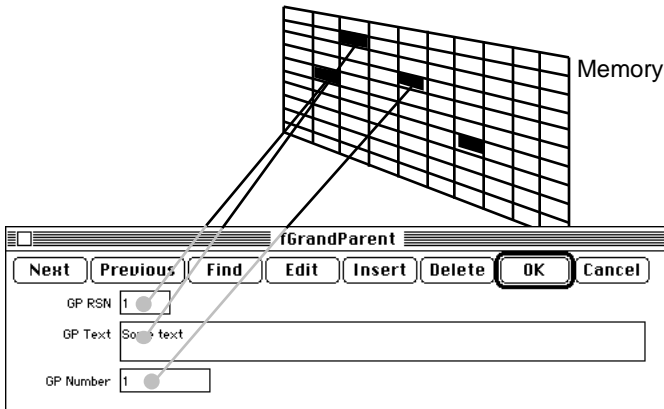 Memory
fGrandParent
Next Previous Find Edit Insert Delete OK Cancel
GP RSN 1
GP Text Some text
GP Number 1